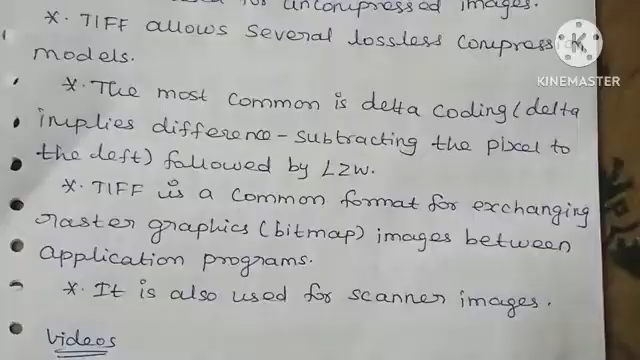 for uncompressed images.
*. TIFF allows several lossless compression
models.
*. The most common is delta coding (delta
implies difference - subtracting the pixel to
the left) followed by LZW.
*. TIFF is a common format for exchanging
raster graphics (bitmap) images between
application programs.
*. It is also used for scanner images.
Videos
KINEMASTER